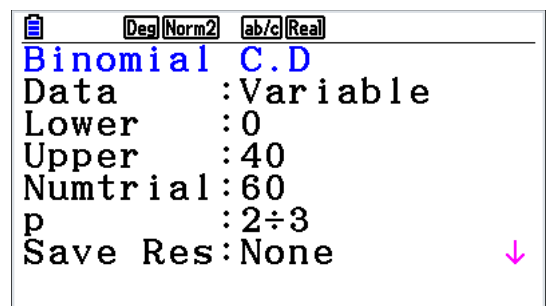 Deg Norm2 ab/c Real
Binomial C.D
Data :Variable
Lower :0
Upper :40
Numtrial:60
p :2÷3
Save Res:None ↓